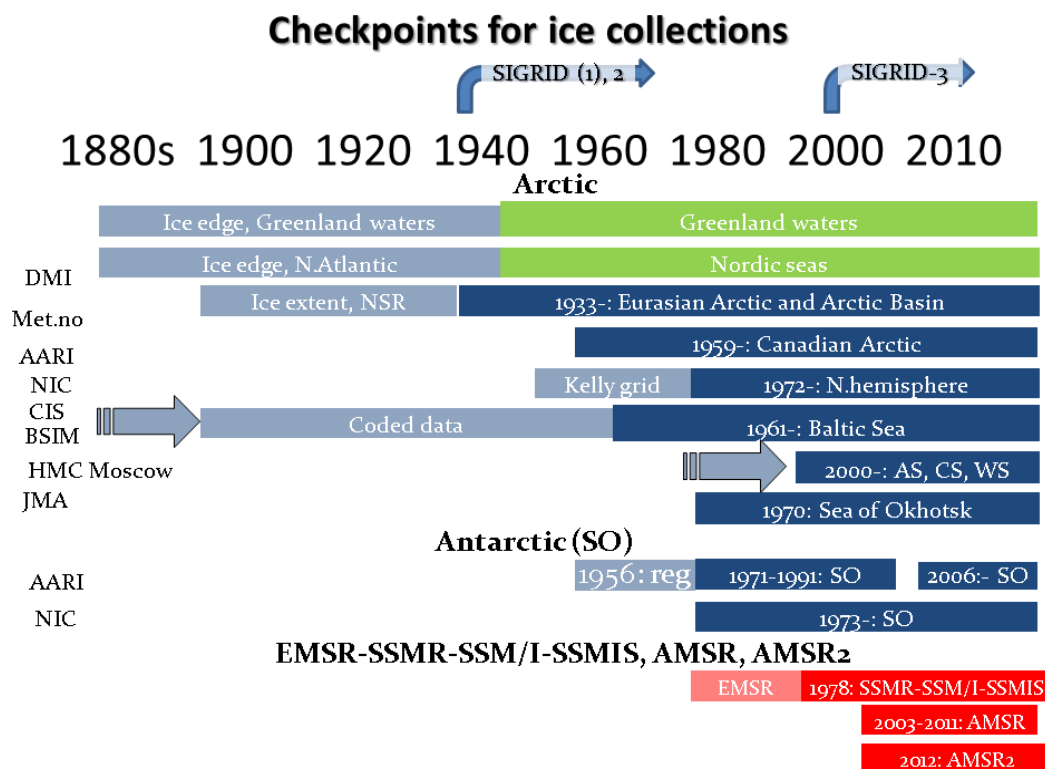 Checkpoints for ice collections
SIGRID (1), 2
SIGRID-3
1880s 1900 1920 1940 1960 1980 2000 2010
Arctic
Ice edge, Greenland waters
Greenland waters
Ice edge, N.Atlantic
Nordic seas
DMI
Ice extent, NSR
1933-: Eurasian Arctic and Arctic Basin
Met.no
1959-: Canadian Arctic
AARI
Kelly grid
1972-: N.hemisphere
NIC
CIS
Coded data
1961-: Baltic Sea
BSIM
HMC Moscow
2000-: AS, CS, WS
JMA
1970: Sea of Okhotsk
Antarctic (SO)
AARI
1956: reg
1971-1991: SO
2006:- SO
NIC
1973-: SO
EMSR-SSMR-SSM/I-SSMIS, AMSR, AMSR2
EMSR
1978: SSMR-SSM/I-SSMIS
2003-2011: AMSR
2012: AMSR2